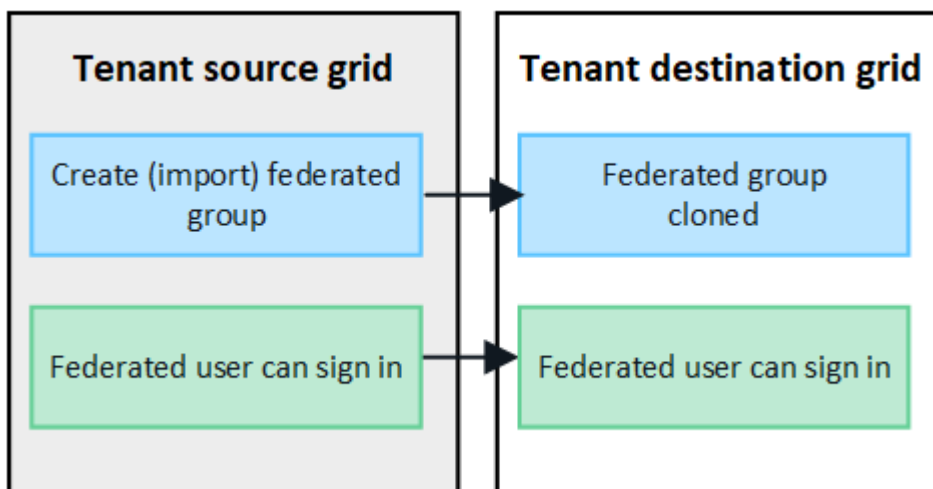 Tenant source grid
Create (import) federated
group
Federated user can sign in
Tenant destination grid
Federated group
cloned
Federated user can sign in